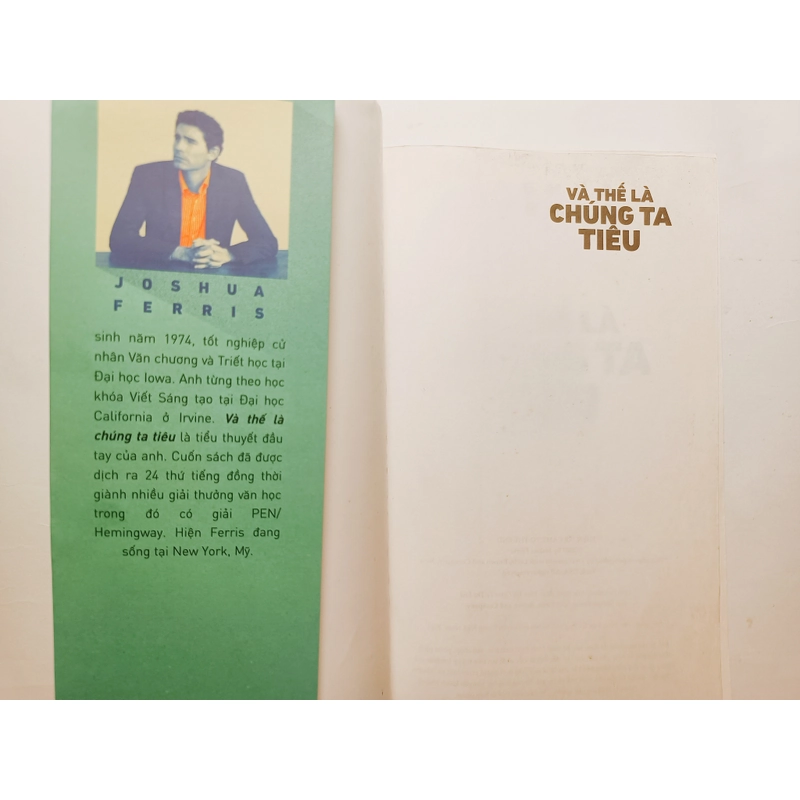 JOSHUA
FERRIS
sinh năm 1974, tốt nghiệp cử
nhân Văn chương và Triết học tại
Đại học Iowa. Anh từng theo học
khóa Viết Sáng tạo tại Đại học
California ở Irvine. Và thế là
chúng ta tiêu là tiểu thuyết đầu
tay của anh. Cuốn sách đã được
dịch ra 24 thứ tiếng đồng thời
giành nhiều giải thưởng văn học
trong đó có giải PEN/
Hemingway. Hiện Ferris đang
sống tại New York, Mỹ.
VÀ THẾ LÀ
CHÚNG TA
TIÊU